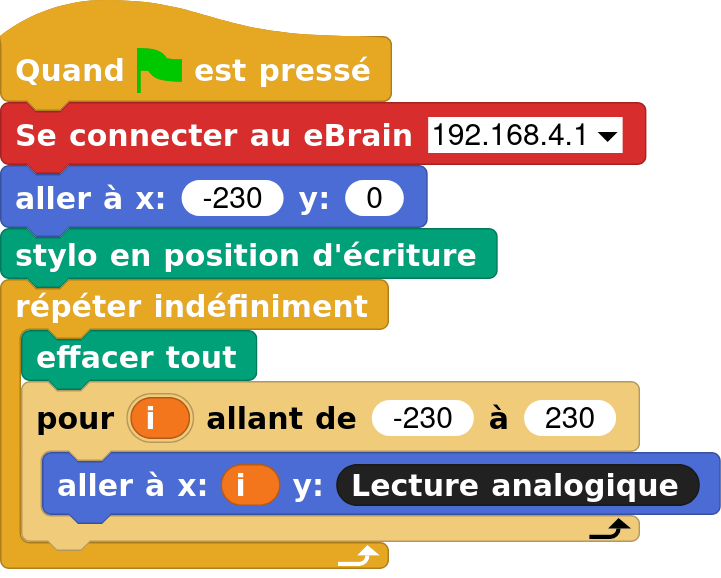 Quand est pressé
Se connecter au eBrain 192.168.4.1
aller à x: -230 y: 0
stylo en position d'écriture
répéter indéfiniment
effacer tout
pour i allant de -230 à 230
aller à x: i y: Lecture analogique